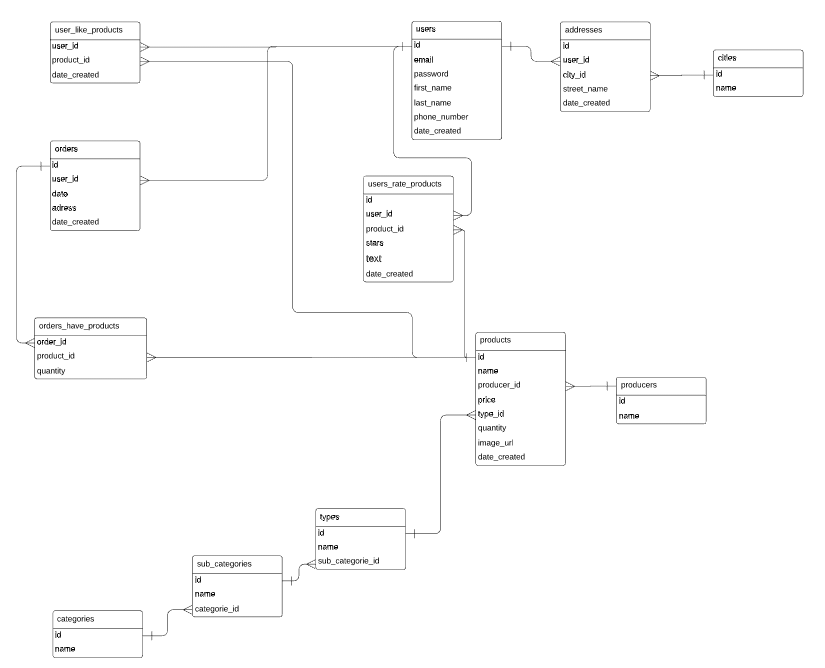 user_like_products
user_id
product_id
date_created
users
id
email
password
first_name
last_name
phone_number
date_created
addresses
id
user_id
city_id
street_name
date_created
cities
id
name
orders
id
user_id
date
adress
date_created
users_rate_products
id
user_id
product_id
stars
text
date_created
orders_have_products
order_id
product_id
quantity
products
id
name
producer_id
price
type_id
quantity
image_url
date_created
producers
id
name
types
id
name
sub_categorie_id
sub_categories
id
name
categorie_id
categories
id
name